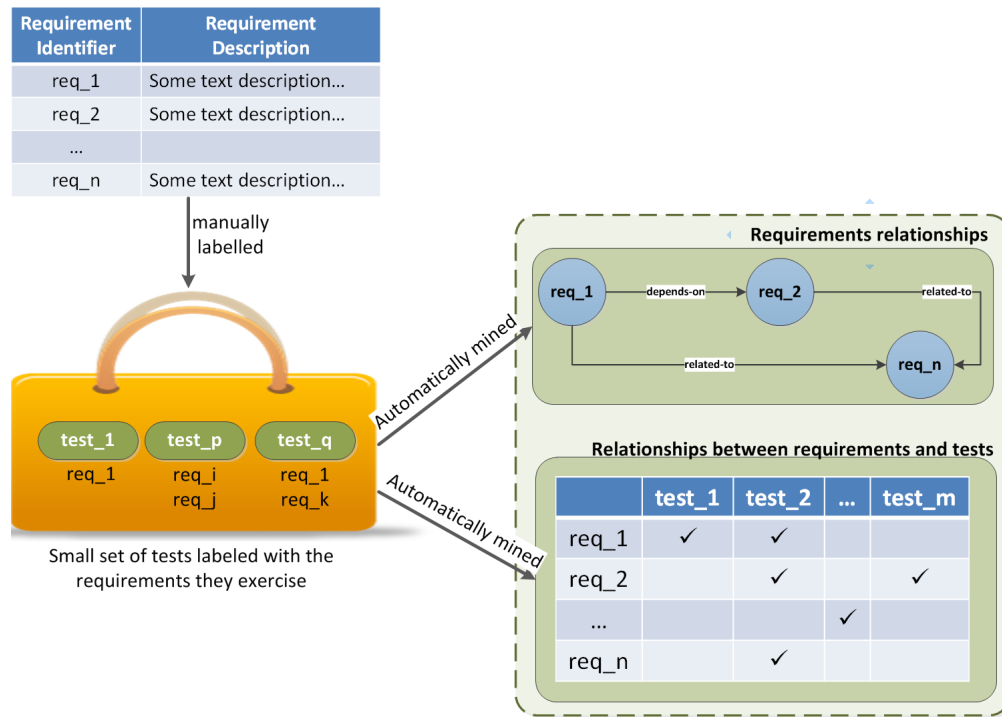 Requirement Identifier
Requirement Description
req_1
Some text description...
req_2
Some text description...
...
req_n
Some text description...
manually
labelled
test_1
test_p
test_q
req_1
req_i
req_1
req_j
req_k
Small set of tests labeled with the
requirements they exercise
Automatically mined
Automatically mined
Requirements relationships
req_1
depends-on
req_2
related-to
related-to
req_n
Relationships between requirements and tests
test_1
test_2
...
test_m
req_1 ✓ ✓
req_2 ✓ ✓
... ✓
req_n ✓